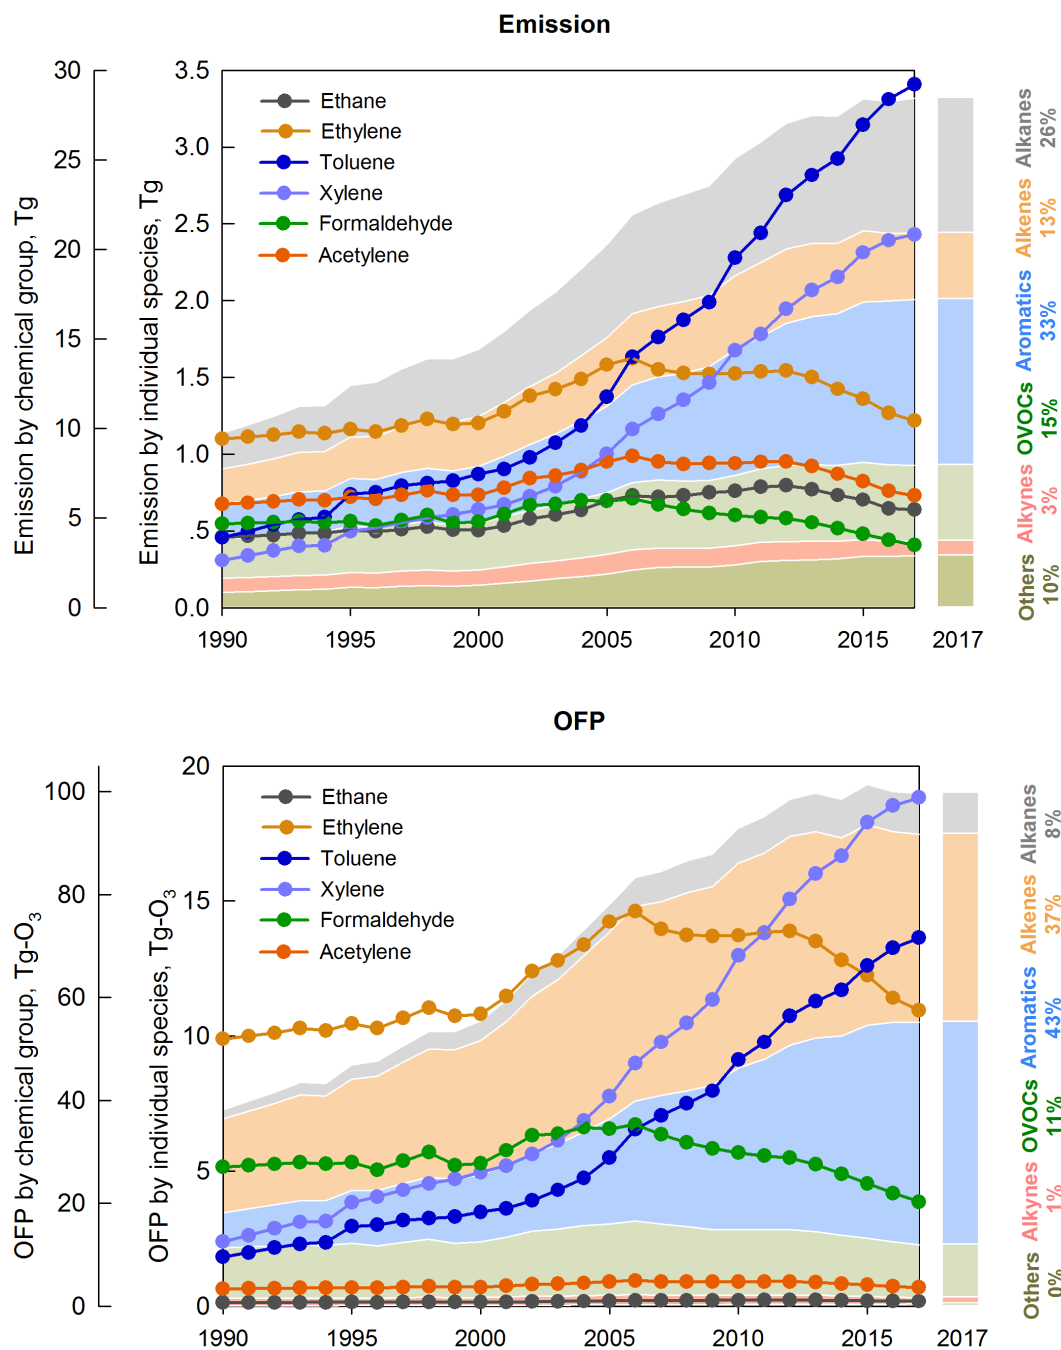 Emission
30
25
20
15
10
5
0
Emission by chemical group, Tg
3.5
3.0
2.5
2.0
1.5
1.0
.5
0.0
Emission by individual species, Tg
Ethane
Ethylene
Toluene
Xylene
Formaldehyde
Acetylene
1990
1995
2000
2005
2010
2015
2017
Alkanes
26%
Alkenes
13%
Aromatics
33%
OVOCs
15%
Alkynes
3%
Others
10%
OFP
100
80
60
40
20
0
OFP by chemical group, Tg-O3
20
15
10
5
0
OFP by individual species, Tg-O3
Ethane
Ethylene
Toluene
Xylene
Formaldehyde
Acetylene
1990
1995
2000
2005
2010
2015
2017
Alkanes
8%
Alkenes
37%
Aromatics
43%
OVOCs
11%
Alkynes
1%
Others
0%